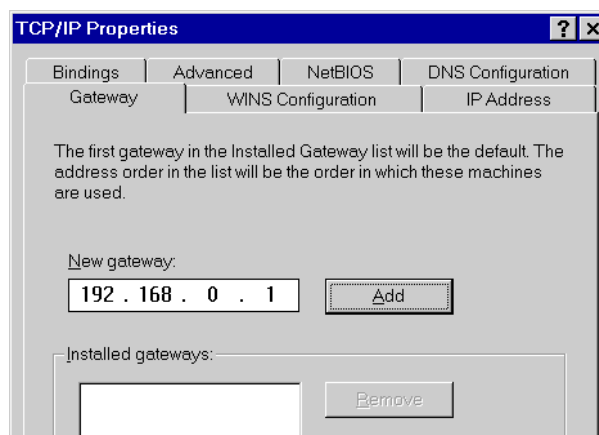 TCP/IP Properties
? ×
Bindings Advanced NetBIOS DNS Configuration
Gateway WINS Configuration IP Address
The first gateway in the Installed Gateway list will be the default. The
address order in the list will be the order in which these machines
are used.
New gateway:
192 . 168 . 0 . 1 Add
Installed gateways:
Remove